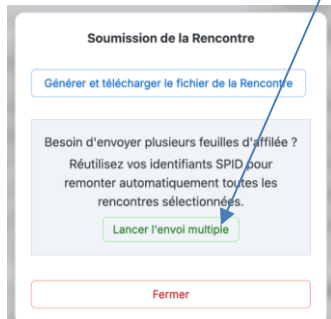 Soumission de la Rencontre
Générer et télécharger le fichier de la Rencontre
Besoin d'envoyer plusieurs feuilles d'affilée ?
Réutilisez vos identifiants SPID pour
remonter automatiquement toutes les
rencontres sélectionnées.
Lancer l'envoi multiple
Fermer